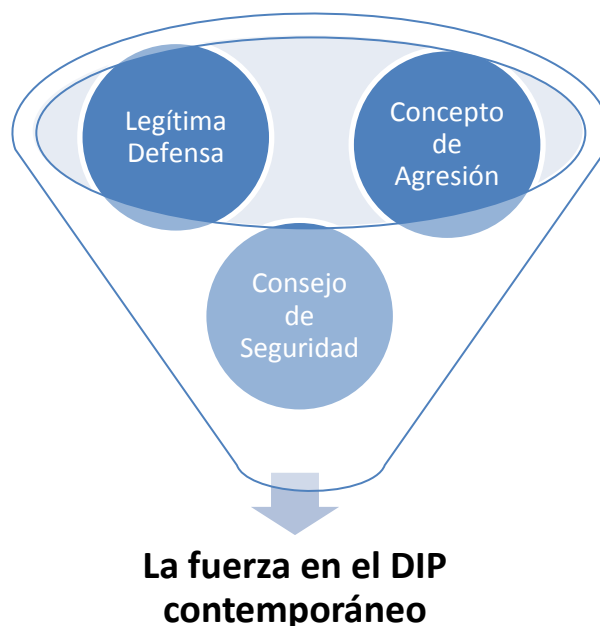 Legítima
Defensa
Concepto
de
Agresión
Consejo
de
Seguridad
La fuerza en el DIP
contemporáneo